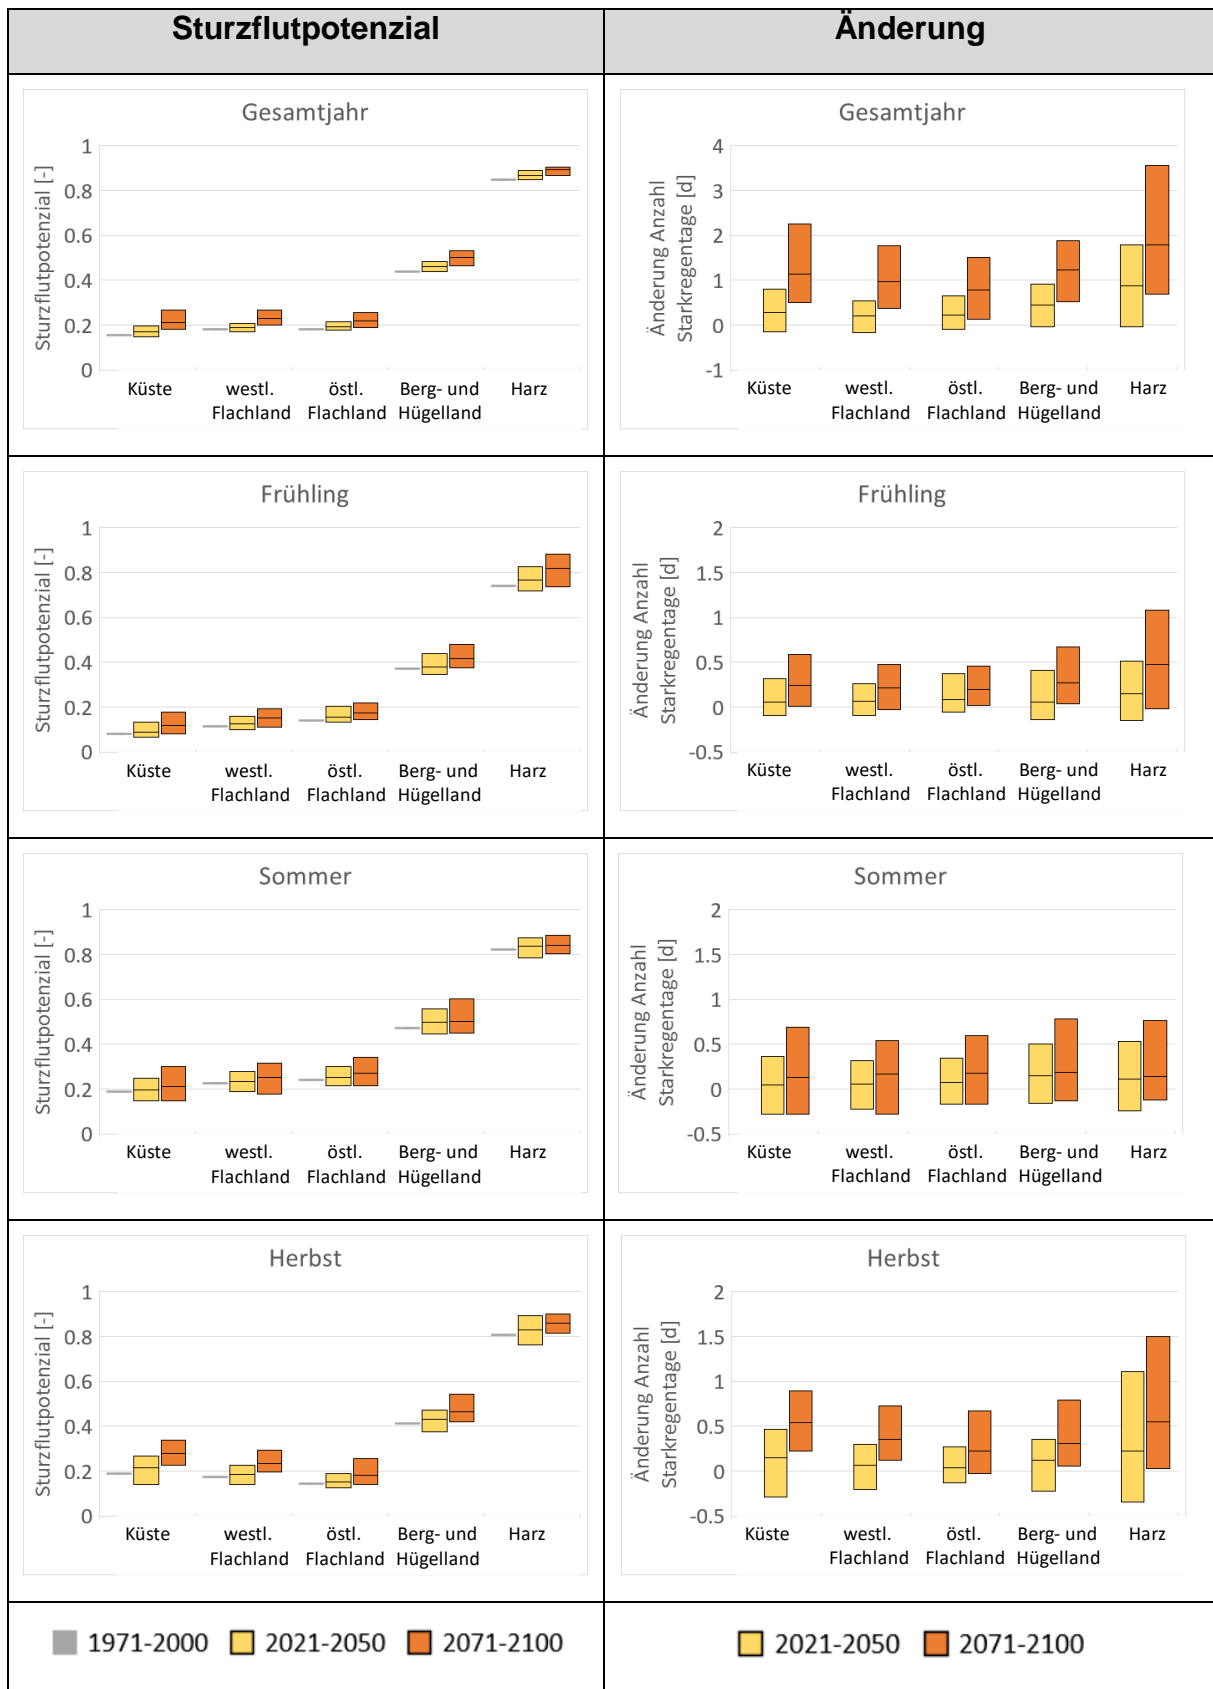 Sturzflutpotenzial
Änderung
Gesamtjahr
Sturzflutpotenzial [-]
1
0.8
0.6
0.4
0.2
0
Küste
westl.
Flachland
östl.
Flachland
Berg- und
Hügelland
Harz
Gesamtjahr
Änderung Anzahl
Starkregentage [d]
4
3
2
1
0
-1
Küste
westl.
Flachland
östl.
Flachland
Berg- und
Hügelland
Harz
Frühling
Sturzflutpotenzial [-]
1
0.8
0.6
0.4
0.2
0
Küste
westl.
Flachland
östl.
Flachland
Berg- und
Hügelland
Harz
Frühling
Änderung Anzahl
Starkregentage [d]
2
1.5
1
0.5
0
-0.5
Küste
westl.
Flachland
östl.
Flachland
Berg- und
Hügelland
Harz
Sommer
Sturzflutpotenzial [-]
1
0.8
0.6
0.4
0.2
0
Küste
westl.
Flachland
östl.
Flachland
Berg- und
Hügelland
Harz
Sommer
Änderung Anzahl
Starkregentage [d]
2
1.5
1
0.5
0
-0.5
Küste
westl.
Flachland
östl.
Flachland
Berg- und
Hügelland
Harz
Herbst
Sturzflutpotenzial [-]
1
0.8
0.6
0.4
0.2
0
Küste
westl.
Flachland
östl.
Flachland
Berg- und
Hügelland
Harz
Herbst
Änderung Anzahl
Starkregentage [d]
2
1.5
1
0.5
0
-0.5
Küste
westl.
Flachland
östl.
Flachland
Berg- und
Hügelland
Harz
1971-2000 2021-2050 2071-2100
2021-2050 2071-2100